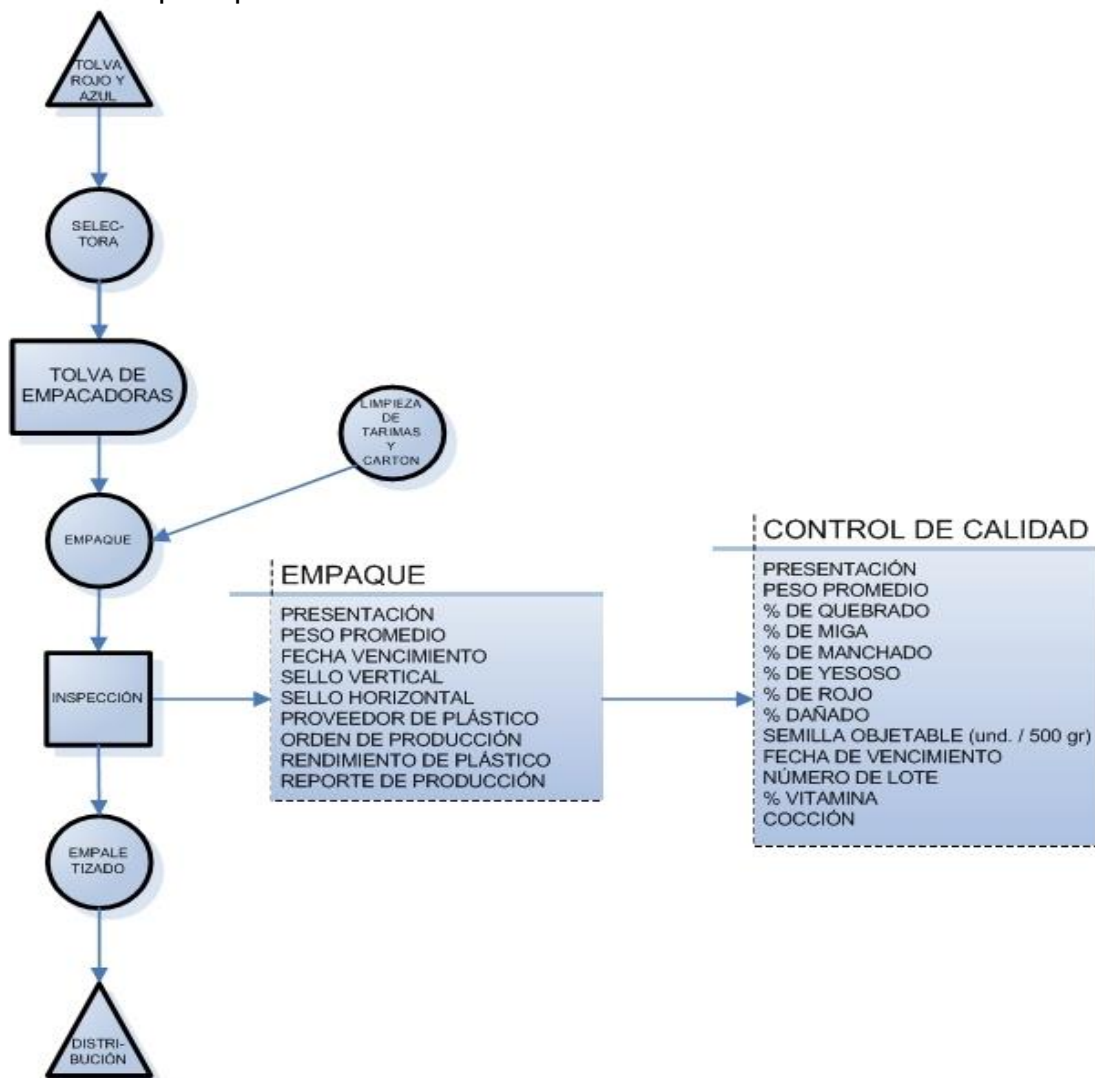 TOLVA
ROJO Y
AZUL
SELEC-
TORA
TOLVA DE
EMPACADORAS
LIMPIEZA
DE
TARIMAS
Y
CARTON
EMPAQUE
INSPECCIÓN
EMPAQUE
PRESENTACIÓN
PESO PROMEDIO
FECHA VENCIMIENTO
SELLO VERTICAL
SELLO HORIZONTAL
PROVEEDOR DE PLÁSTICO
ORDEN DE PRODUCCIÓN
RENDIMIENTO DE PLÁSTICO
REPORTE DE PRODUCCIÓN
CONTROL DE CALIDAD
PRESENTACIÓN
PESO PROMEDIO
% DE QUEBRADO
% DE MIGA
% DE MANCHADO
% DE YESOSO
% DE ROJO
% DAÑADO
SEMILLA OBJETABLE (und. / 500 gr)
FECHA DE VENCIMIENTO
NÚMERO DE LOTE
% VITAMINA
COCCIÓN
EMPALE
TIZADO
DISTRI-
BUCIÓN